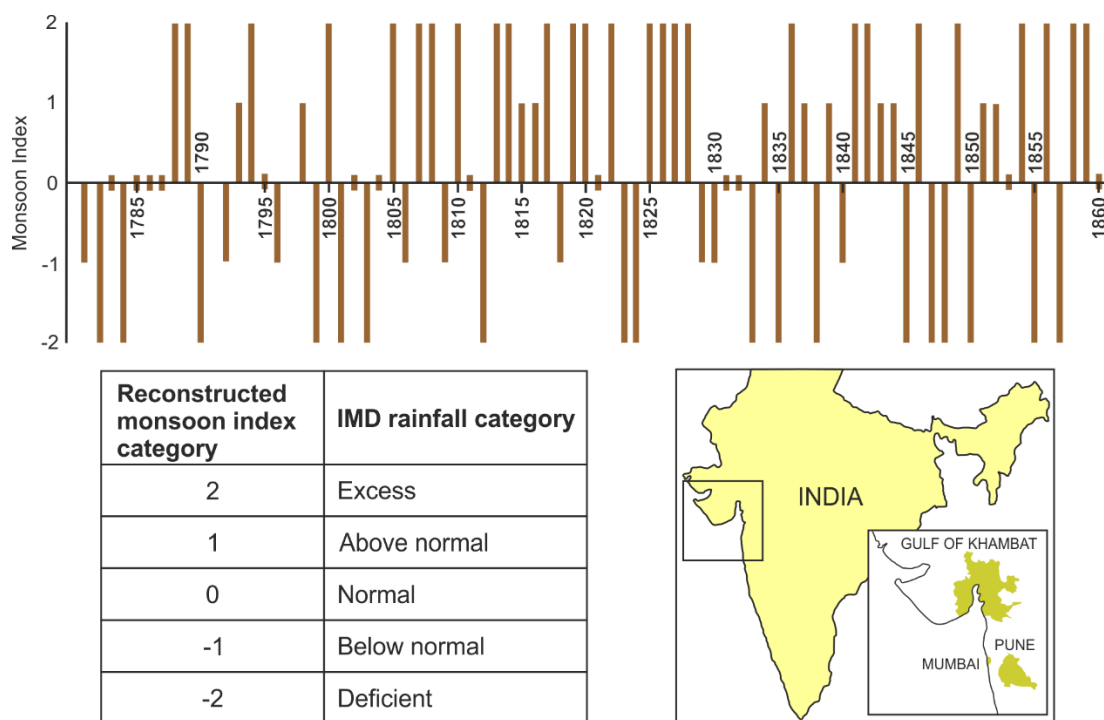 2
1
0
-1
-2
Monsoon Index
1785
1790
1795
1800
1805
1810
1815
1820
1825
1830
1835
1840
1845
1850
1855
1860
Reconstructed monsoon index category
IMD rainfall category
2 Excess
1 Above normal
0 Normal
-1 Below normal
-2 Deficient
INDIA
GULF OF KHAMBAT
PUNE
MUMBAI